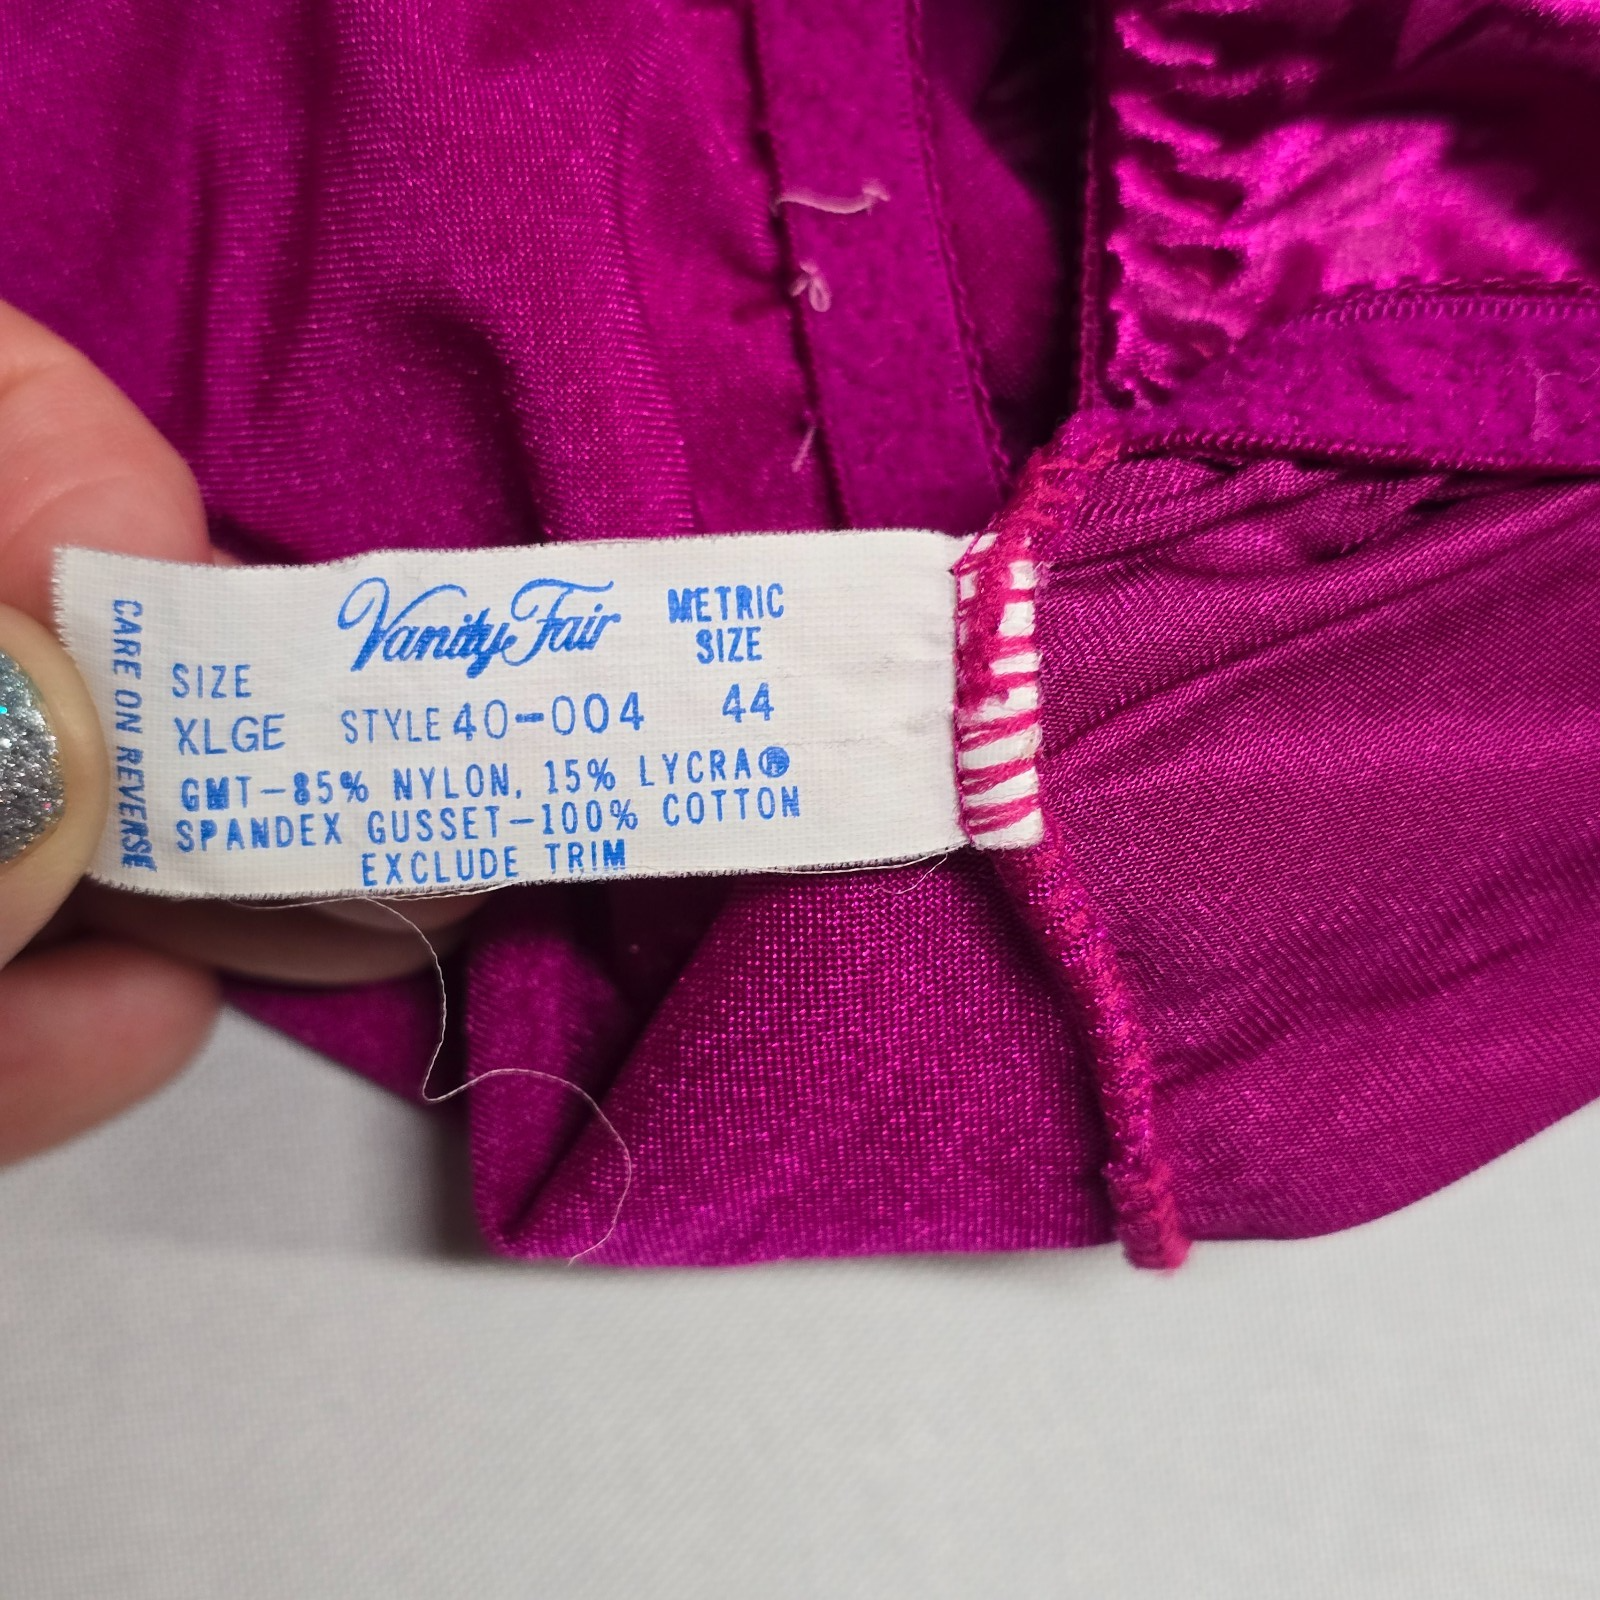 Vanity Fair
METRIC
SIZE
SIZE
XLGE STYLE 40-004 44
GMT-85% NYLON, 15% LYCRA®
SPANDEX GUSSET-100% COTTON
EXCLUDE TRIM
CARE ON REVERSE